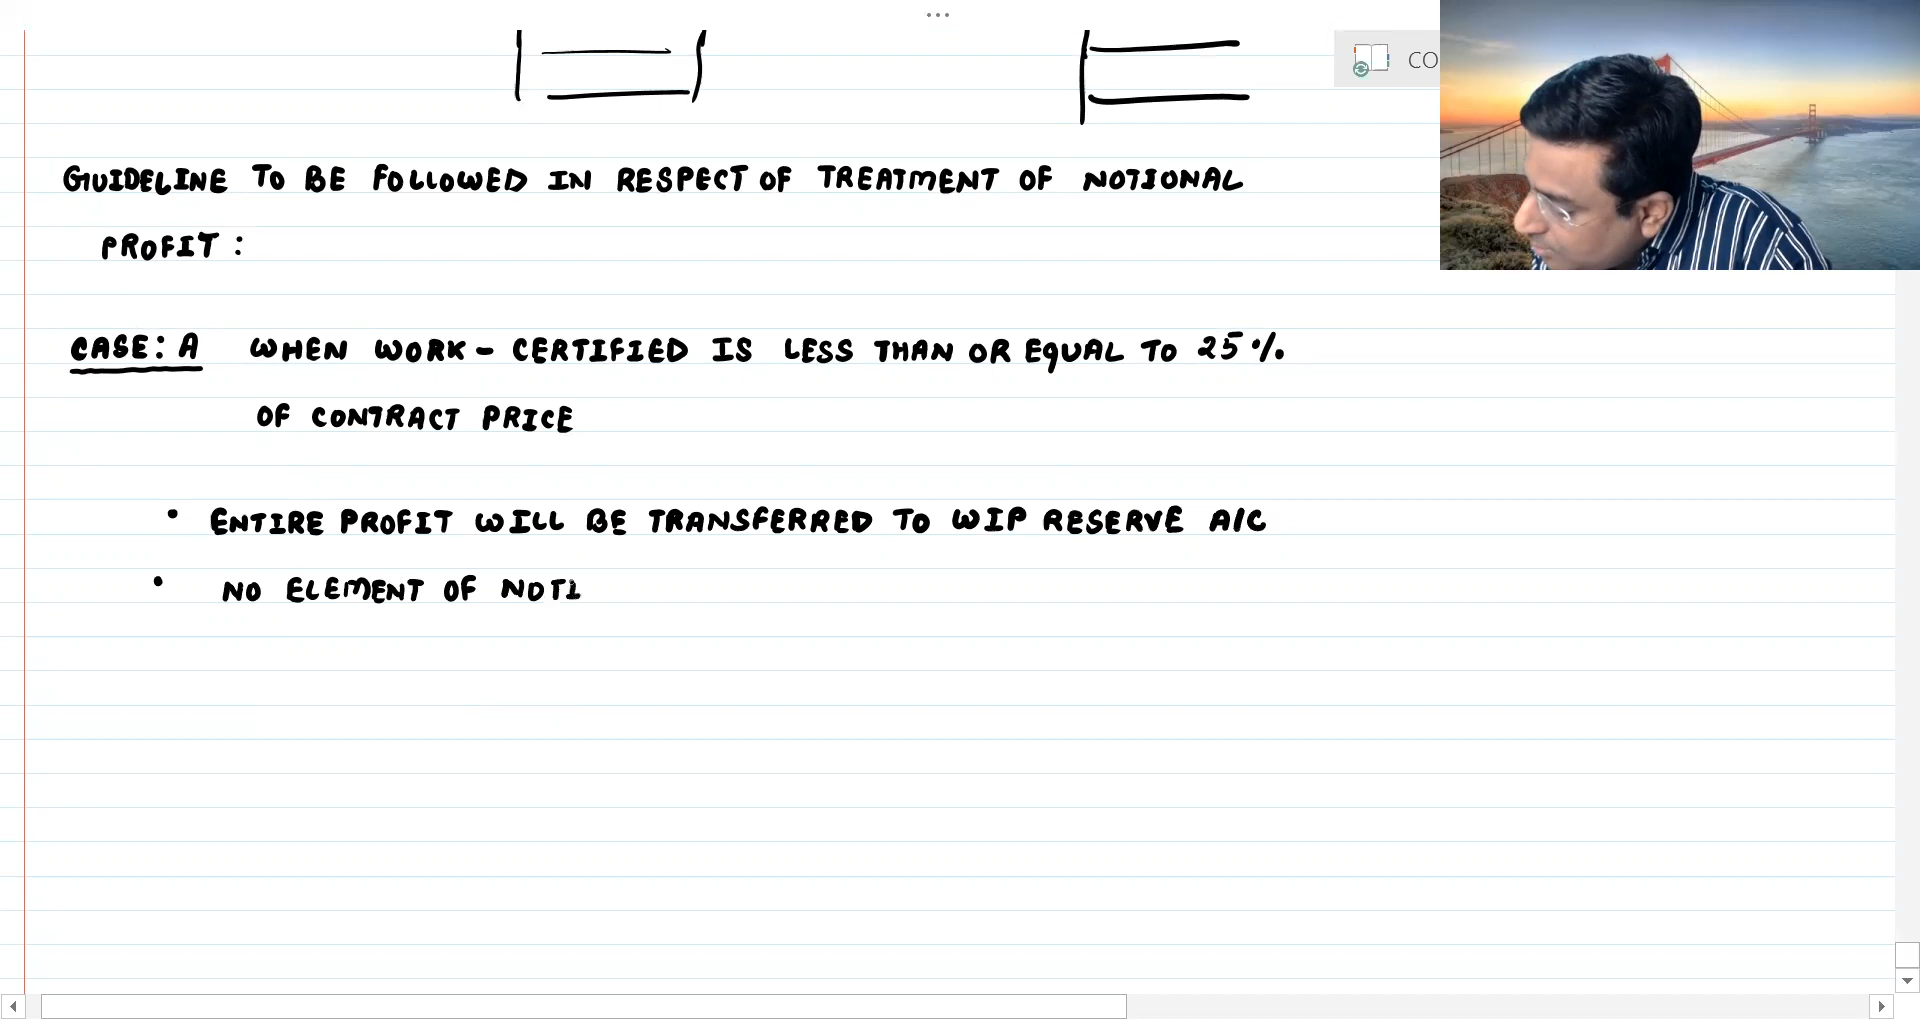 CO
GUIDELINE TO BE FOLLOWED IN RESPECT OF TREATMENT OF NOTIONAL
PROFIT :
CASE: A WHEN WORK - CERTIFIED IS LESS THAN OR EQUAL TO 25%
OF CONTRACT PRICE
• ENTIRE PROFIT WILL BE TRANSFERRED TO WIP RESERVE A/C
• NO ELEMENT OF NOTI